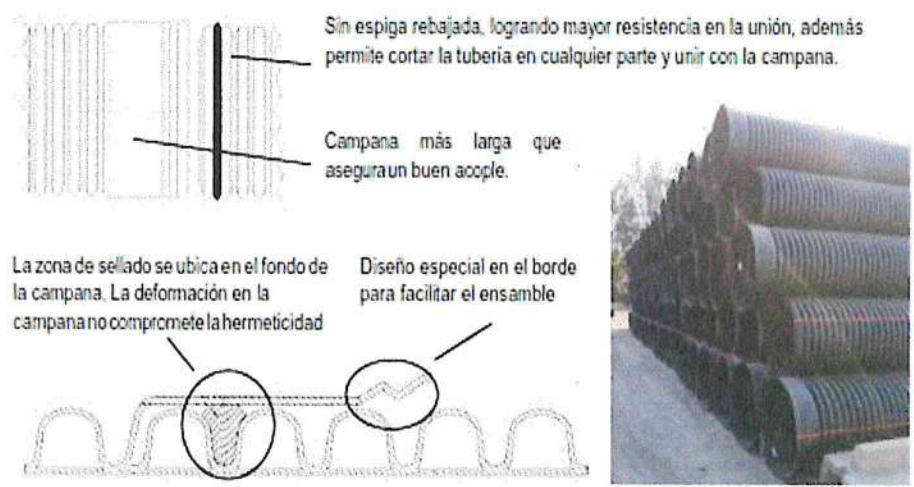 Sin espiga rebajada, logrando mayor resistencia en la unión, además
permite cortar la tubería en cualquier parte y unir con la campana.
Campana más larga que
asegura un buen acople.
La zona de sellado se ubica en el fondo de
la campana. La deformación en la
campana no compromete la hermeticidad
Diseño especial en el borde
para facilitar el ensamble